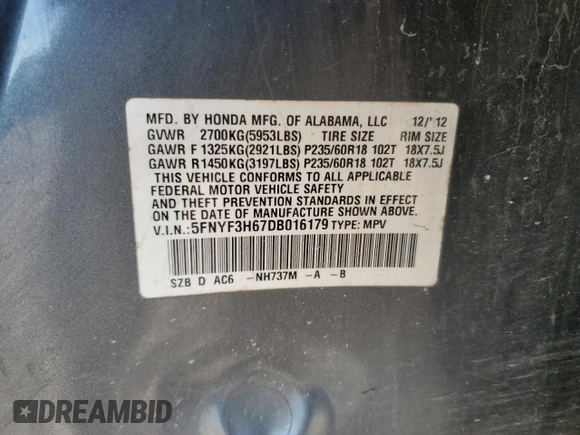 MFD. BY HONDA MFG. OF ALABAMA, LLC 12/'12
GVWR 2700KG(5953LBS) TIRE SIZE RIM SIZE
GAWR F 1325KG(2921LBS) P235/60R18 102T 18X7.5J
GAWR R1450KG(3197LBS) P235/60R18 102T 18X7.5J
THIS VEHICLE CONFORMS TO ALL APPLICABLE
FEDERAL MOTOR VEHICLE SAFETY
AND THEFT PREVENTION STANDARDS IN EFFECT
ON THE DATE OF MANUFACTURE SHOWN ABOVE.
V.I.N.: 5FNYF3H67DB016179 TYPE: MPV
SZB D AC6 -NH737M -A -B
DREAMBID